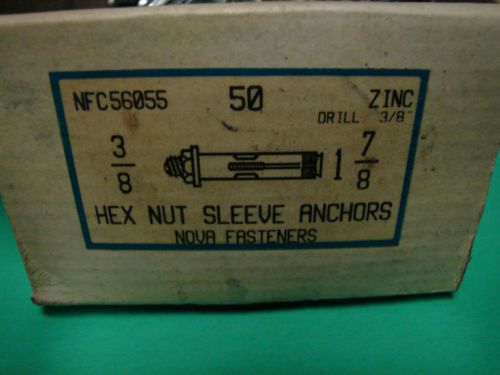 NFC56055 50 ZINC
DRILL 3/8"
3/8 1 7/8
HEX NUT SLEEVE ANCHORS
NOVA FASTENERS